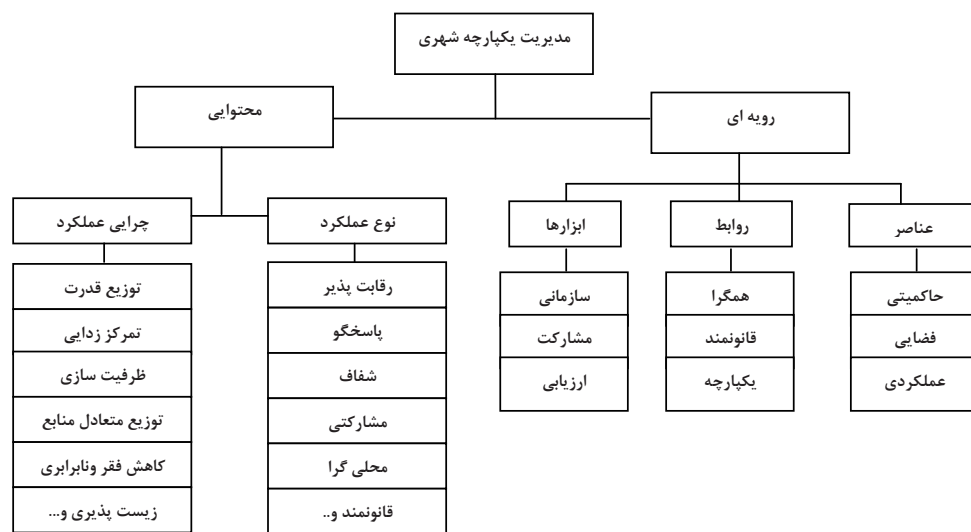 مدیریت یکپارچه شهری
رویه ای
محتوایی
عناصر
روابط
ابزارها
نوع عملکرد
چرایی عملکرد
حاکمیتی
فضایی
عملکردی
همگرا
قانونمند
یکپارچه
سازمانی
مشارکت
ارزیابی
رقابت پذیر
پاسخگو
شفاف
مشارکتی
محلی گرا
قانونمند و..
توزیع قدرت
تمرکز زدایی
ظرفیت سازی
توزیع متعادل منابع
کاهش فقر ونابرابری
زیست پذیری و...